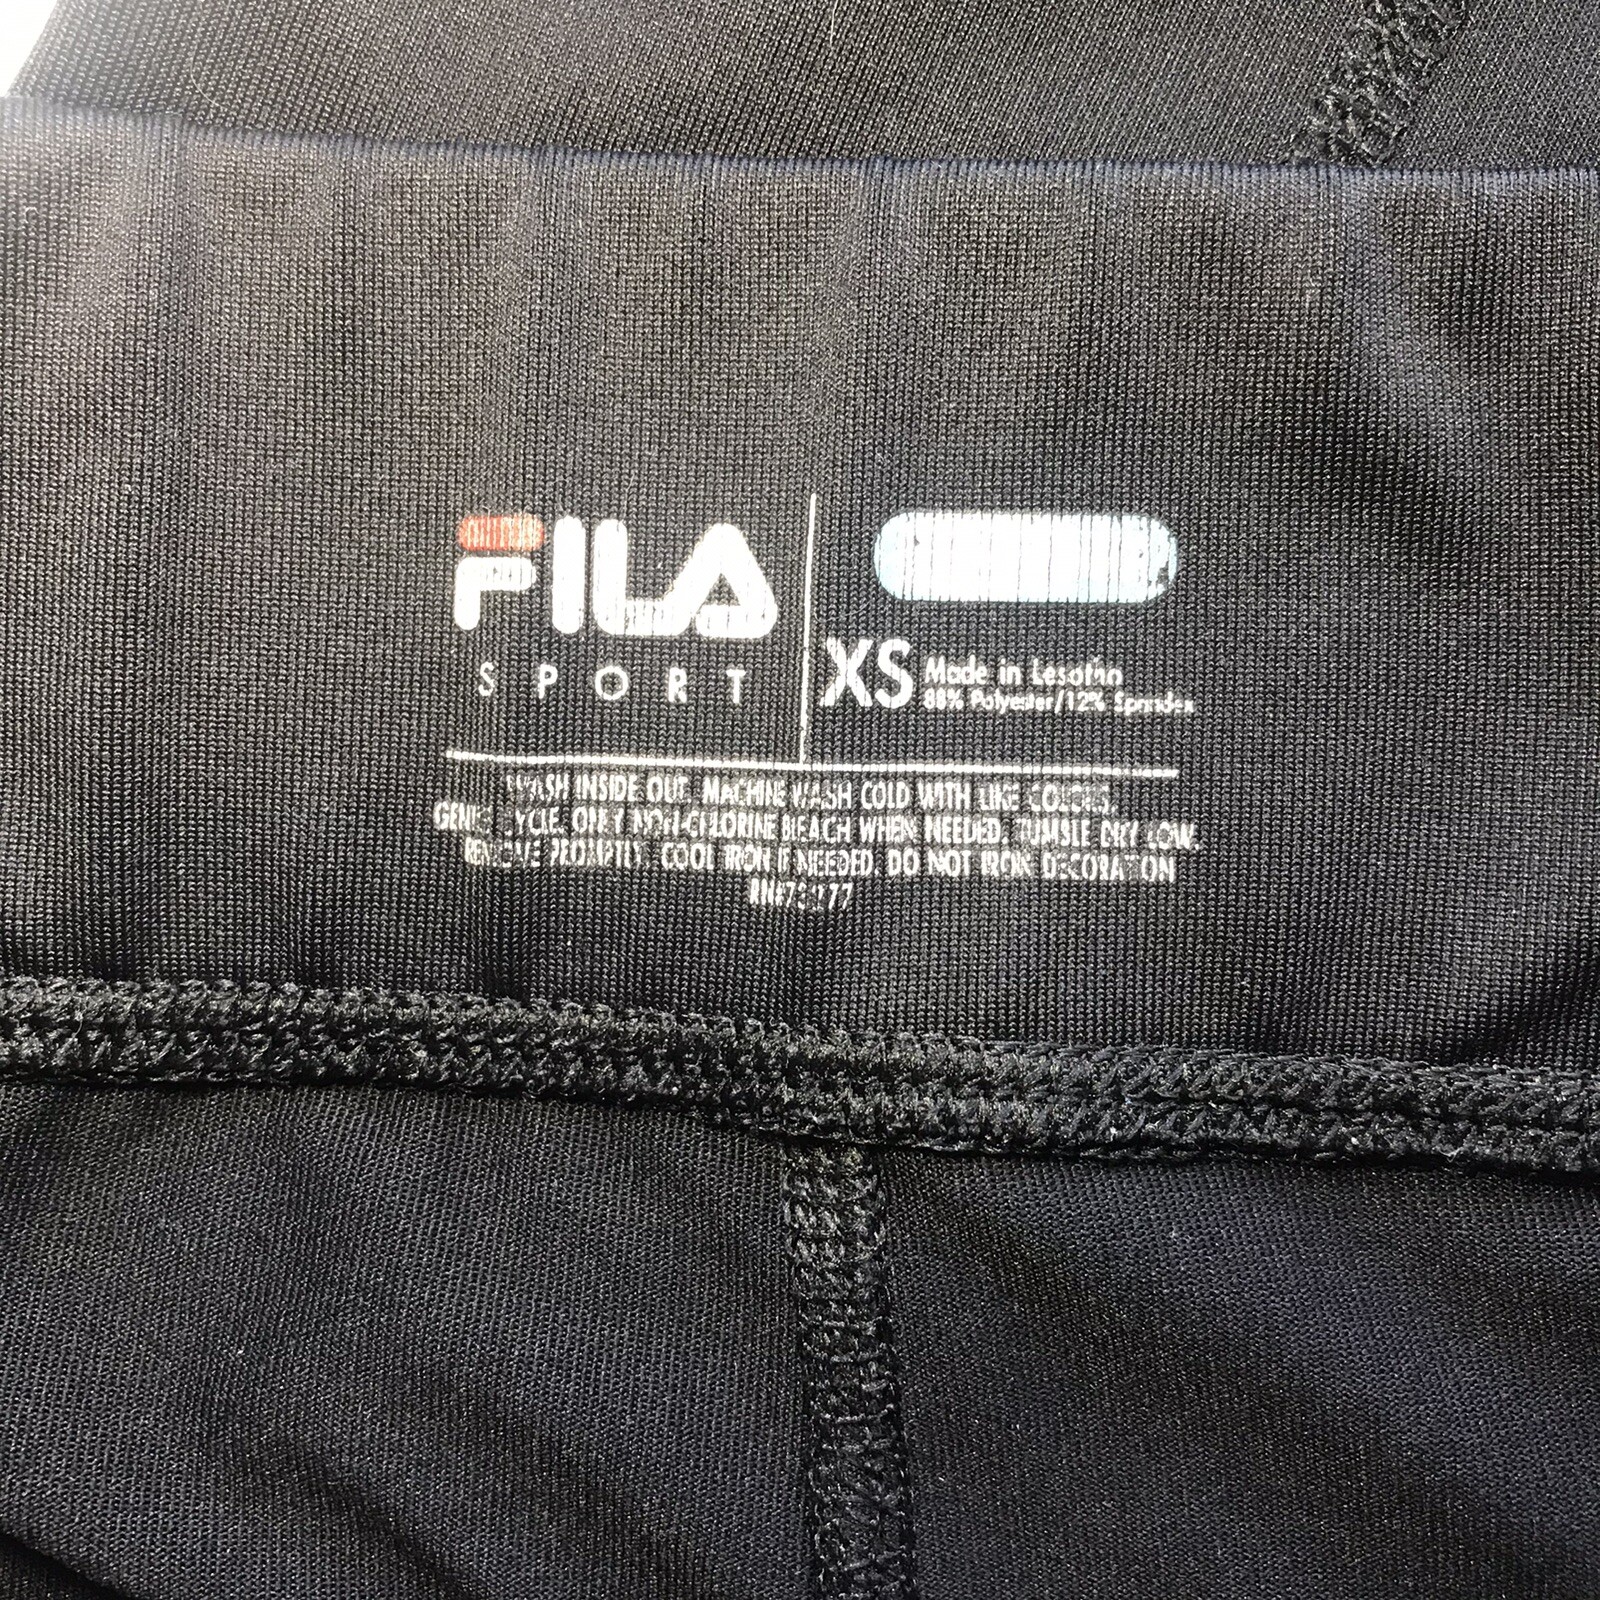 FILA
SPORT
XS
Made in Lesotho
88% Polyester/12% Spandex
WASH INSIDE OUT. MACHINE WASH COLD WITH LIKE COLORS.
GENTLE CYCLE. ONLY NON-CHLORINE BLEACH WHEN NEEDED. TUMBLE DRY LOW.
REMOVE PROMPTLY. COOL IRON IF NEEDED. DO NOT IRON DECORATION